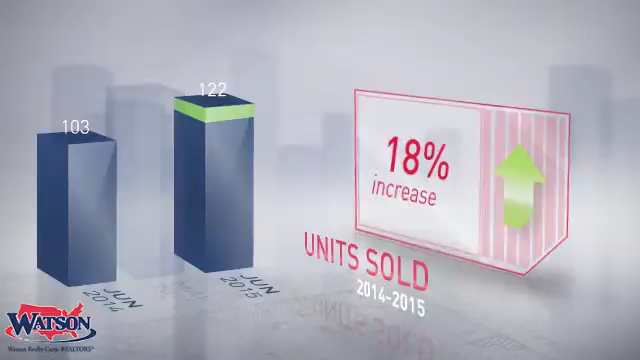 103
122
18%
increase
JUN
2014
JUN
2015
UNITS SOLD
2014-2015
WATSON
Watson Realty Corp. REALTORS®